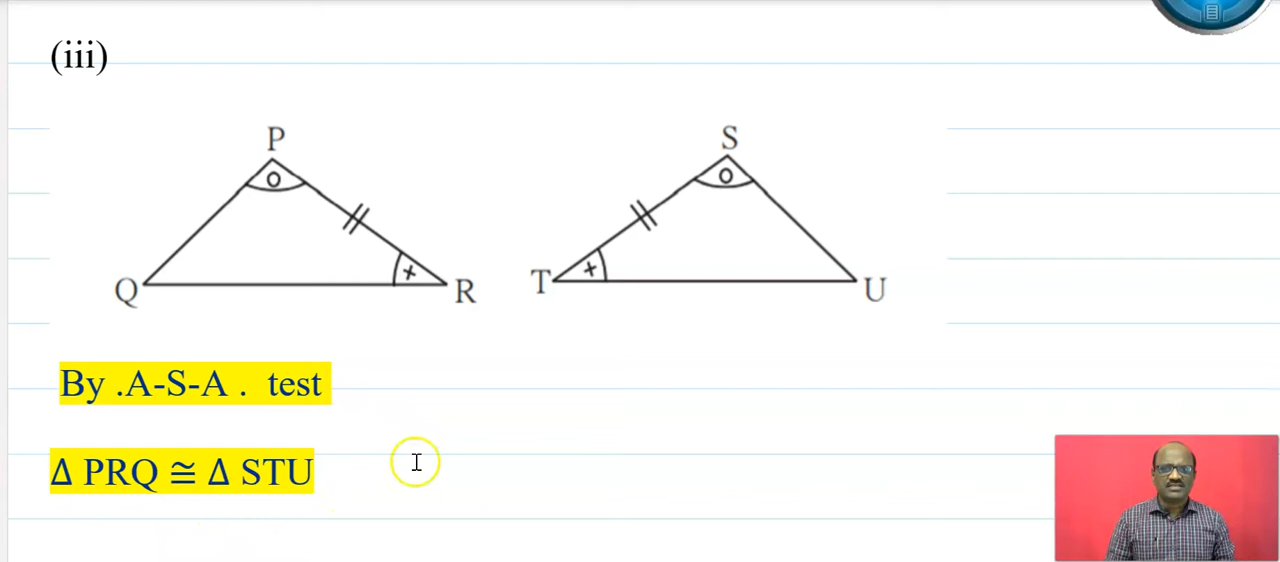 (iii)
P
S
o
o
+
+
Q
R
T
U
By .A-S-A . test
Δ PRQ ≅ Δ STU